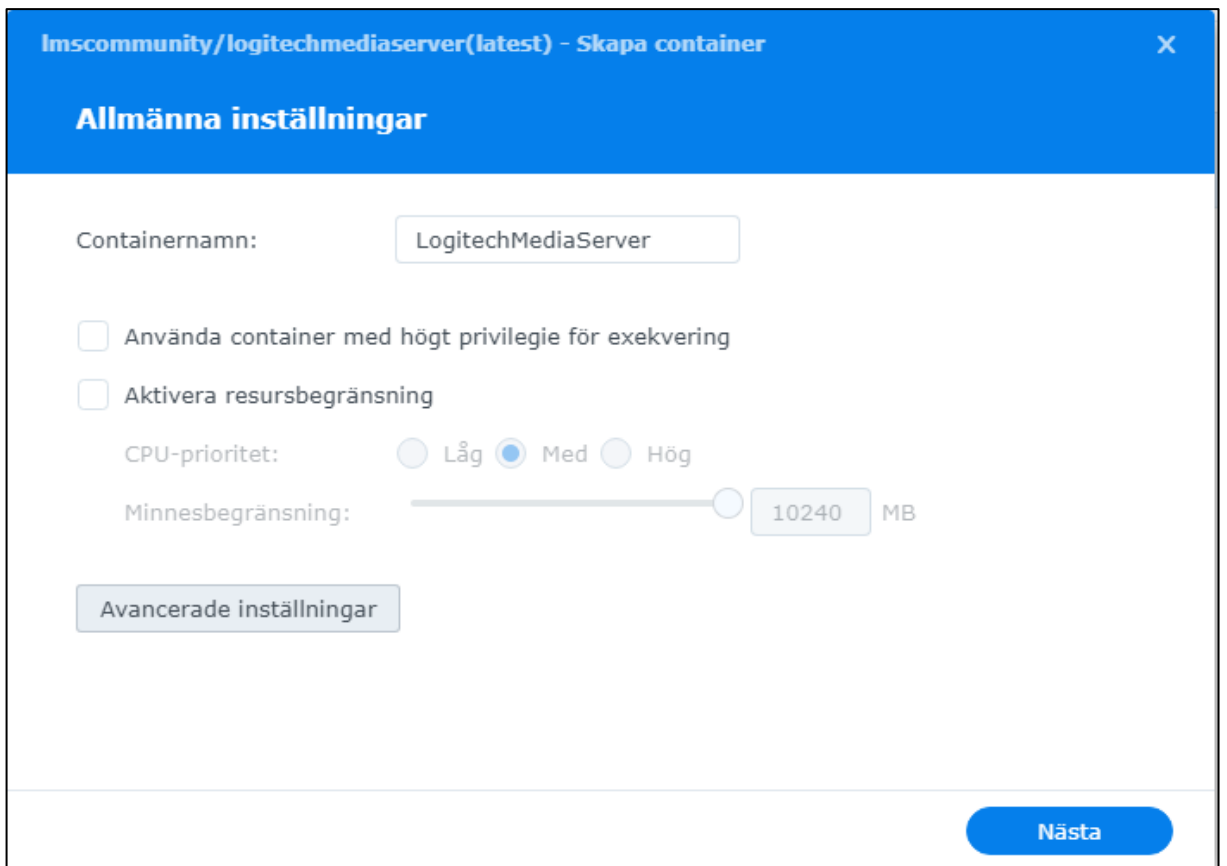 lmscommunity/logitechmediaserver(latest) - Skapa container
Allmänna inställningar
Containernamn: LogitechMediaServer
Använda container med högt privilegie för exekvering
Aktivera resursbegränsning
CPU-prioritet: Låg Med Hög
Minnesbegränsning: 10240 MB
Avancerade inställningar
Nästa